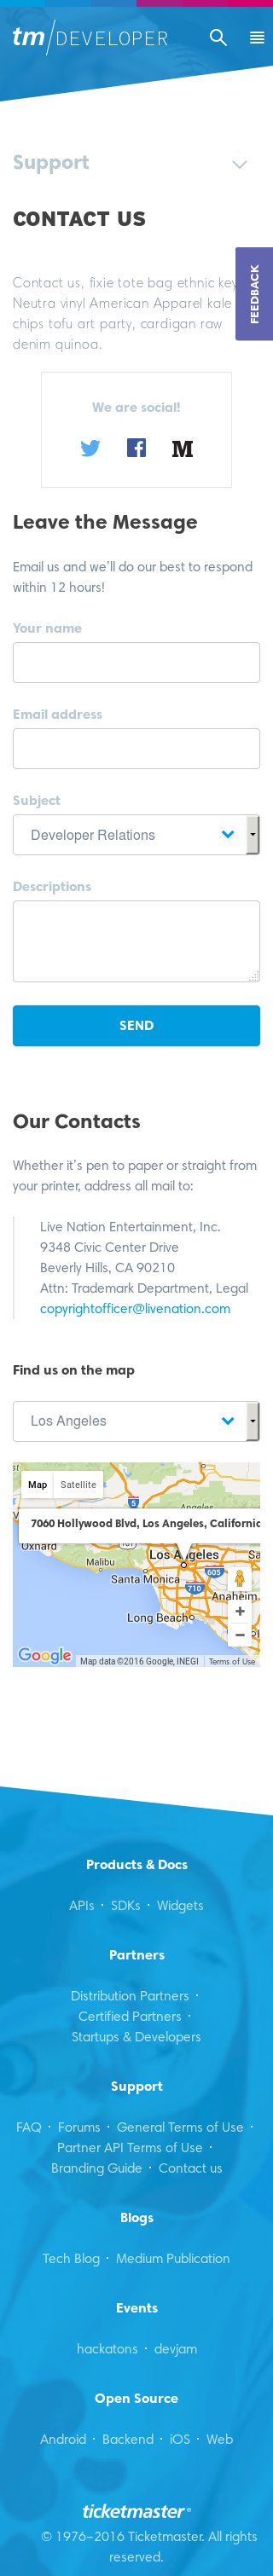 tm/DEVELOPER
Support
CONTACT US
FEEDBACK
Contact us, fixie tote bag ethnic
Neutra vinyl American Apparel kale
chips tofu art party, cardigan raw
denim quinoa.
We are social!
M
Leave the Message
Email us and we'll do our best to respond
within 12 hours!
Your name
Email address
Subject
Developer Relations
Descriptions
SEND
Our Contacts
Whether it's pen to paper or straight from
your printer, address all mail to:
Live Nation Entertainment, Inc.
9348 Civic Center Drive
Beverly Hills, CA 90210
Attn: Trademark Department, Legal
copyrightofficer@livenation.com
Find us on the map
Los Angeles
Map Satellite
7060 Hollywood Blvd, Los Angeles, California
Oxnard
Los Angeles
Malibu
Santa Monica
Anaheim
Long Beach
5
101
605
710
Google
Map data ©2016 Google, INEGI Terms of Use
Products & Docs
APIs · SDKs · Widgets
Partners
Distribution Partners ·
Certified Partners ·
Startups & Developers
Support
FAQ · Forums · General Terms of Use ·
Partner API Terms of Use ·
Branding Guide · Contact us
Blogs
Tech Blog · Medium Publication
Events
hackatons · devjam
Open Source
Android · Backend · iOS · Web
ticketmaster®
© 1976–2016 Ticketmaster. All rights
reserved.